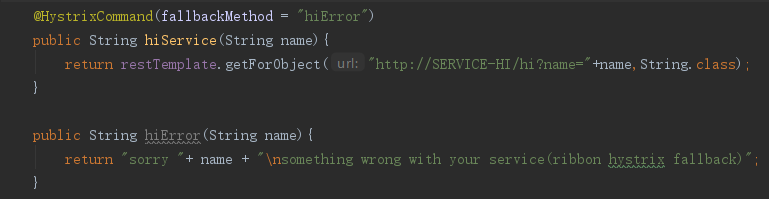 @HystrixCommand(fallbackMethod = "hiError")
public String hiService(String name){
    return restTemplate.getForObject( url: "http://SERVICE-HI/hi?name="+name,String.class);
}

public String hiError(String name){
    return "sorry "+ name + "\nsomething wrong with your service(ribbon hystrix fallback)";
}